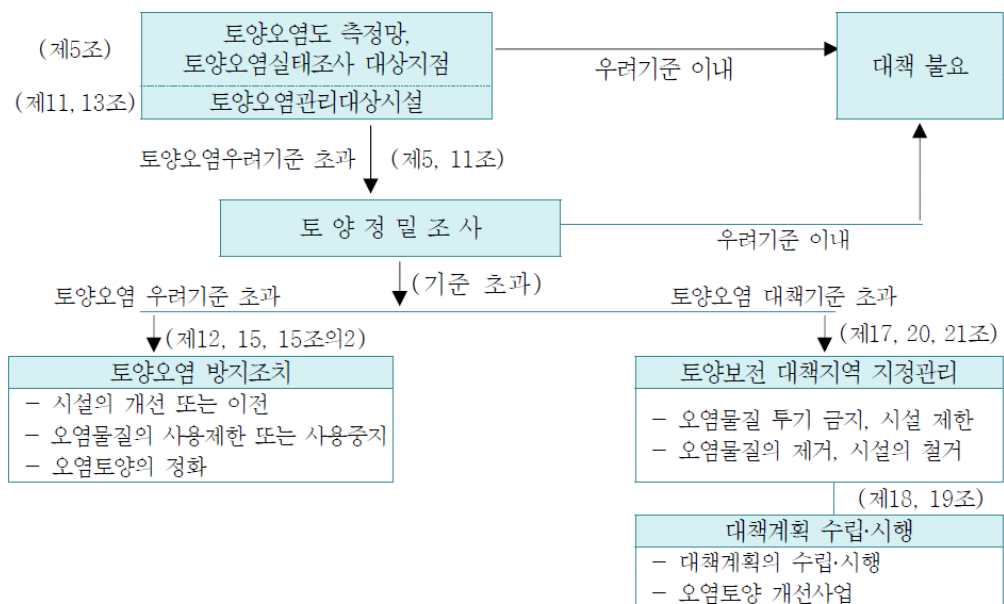 (제5조)
토양오염도 측정망,
토양오염실태조사 대상지점
우려기준 이내
대책 불요
(제11, 13조)
토양오염관리대상시설
토양오염우려기준 초과
(제5, 11조)
토양정밀조사
우려기준 이내
(기준 초과)
토양오염 우려기준 초과
토양오염 대책기준 초과
(제12, 15, 15조의2)
(제17, 20, 21조)
토양오염 방지조치
- 시설의 개선 또는 이전
- 오염물질의 사용제한 또는 사용중지
- 오염토양의 정화
토양보전 대책지역 지정관리
- 오염물질 투기 금지, 시설 제한
- 오염물질의 제거, 시설의 철거
(제18, 19조)
대책계획 수립·시행
- 대책계획의 수립·시행
- 오염토양 개선사업